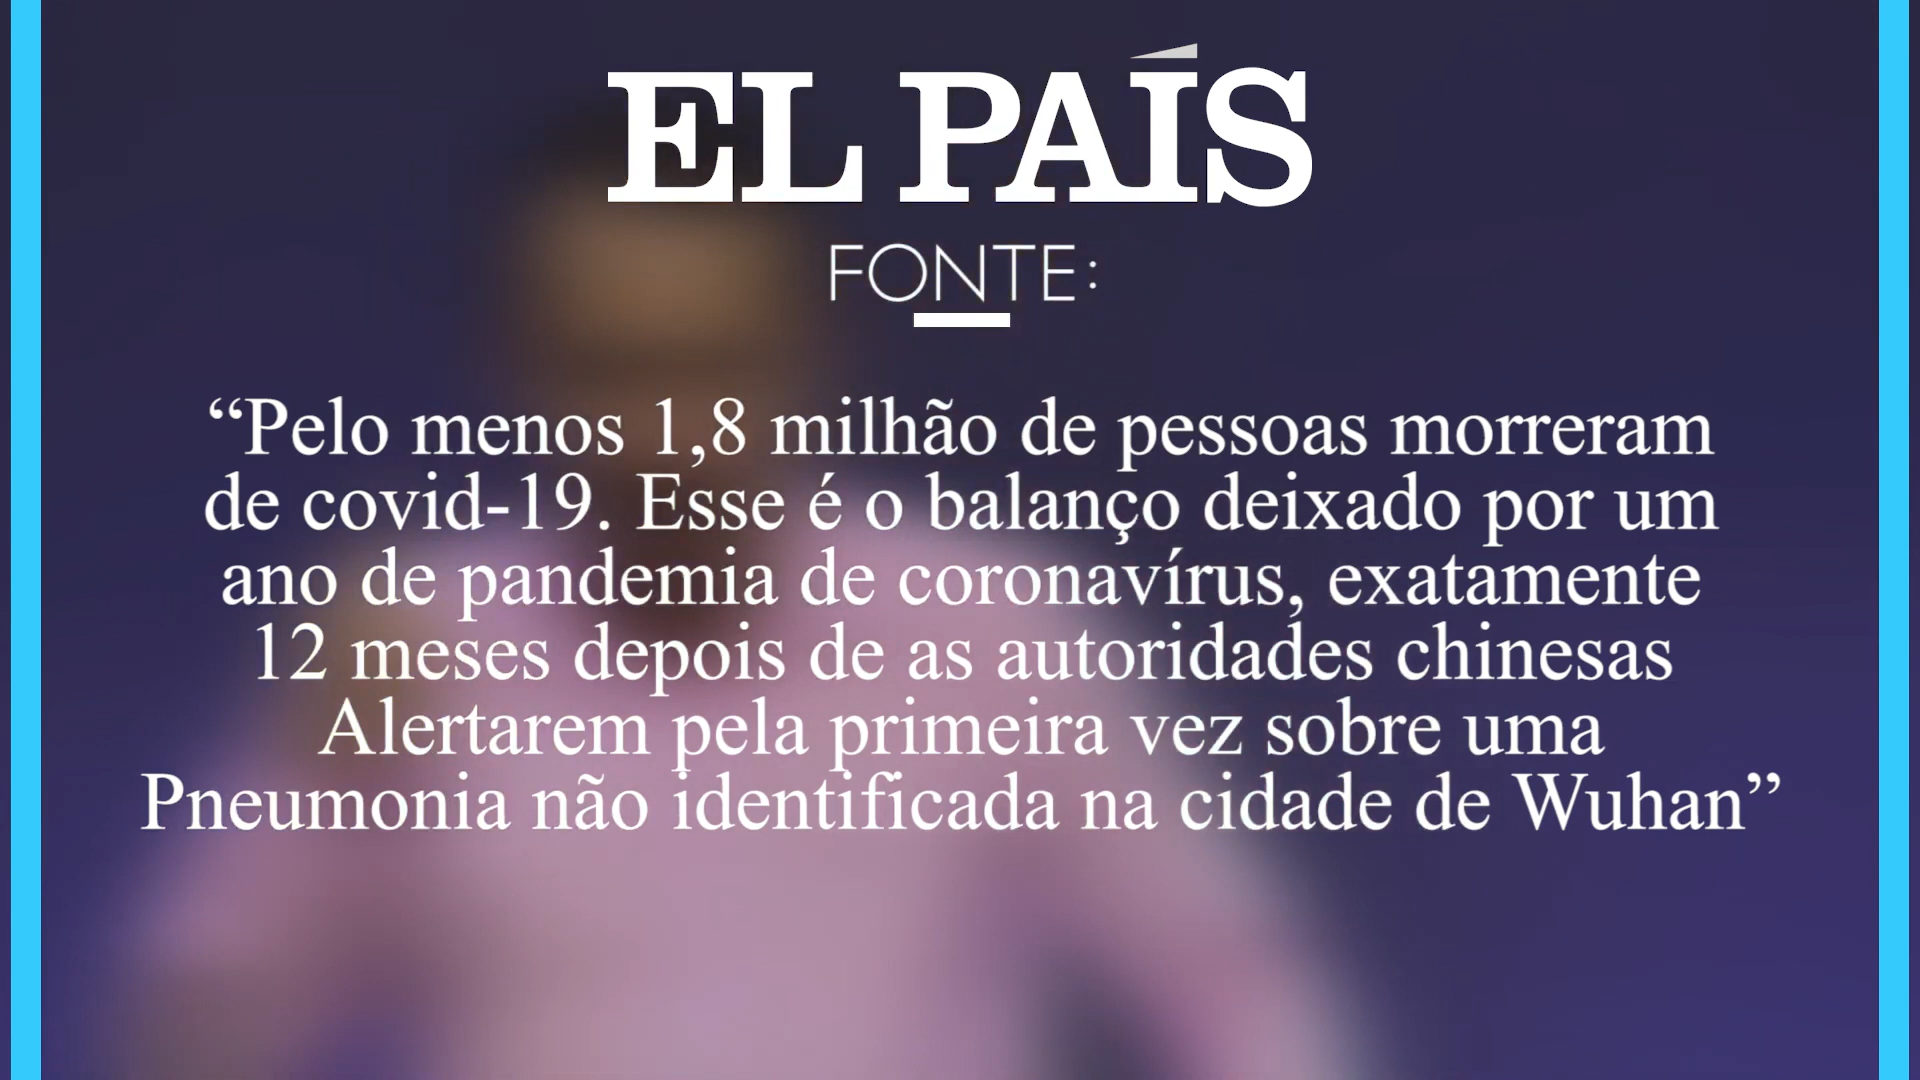 EL PAÍS
FONTE:
“Pelo menos 1,8 milhão de pessoas morreram
de covid-19. Esse é o balanço deixado por um
ano de pandemia de coronavírus, exatamente
12 meses depois de as autoridades chinesas
Alertarem pela primeira vez sobre uma
Pneumonia não identificada na cidade de Wuhan”